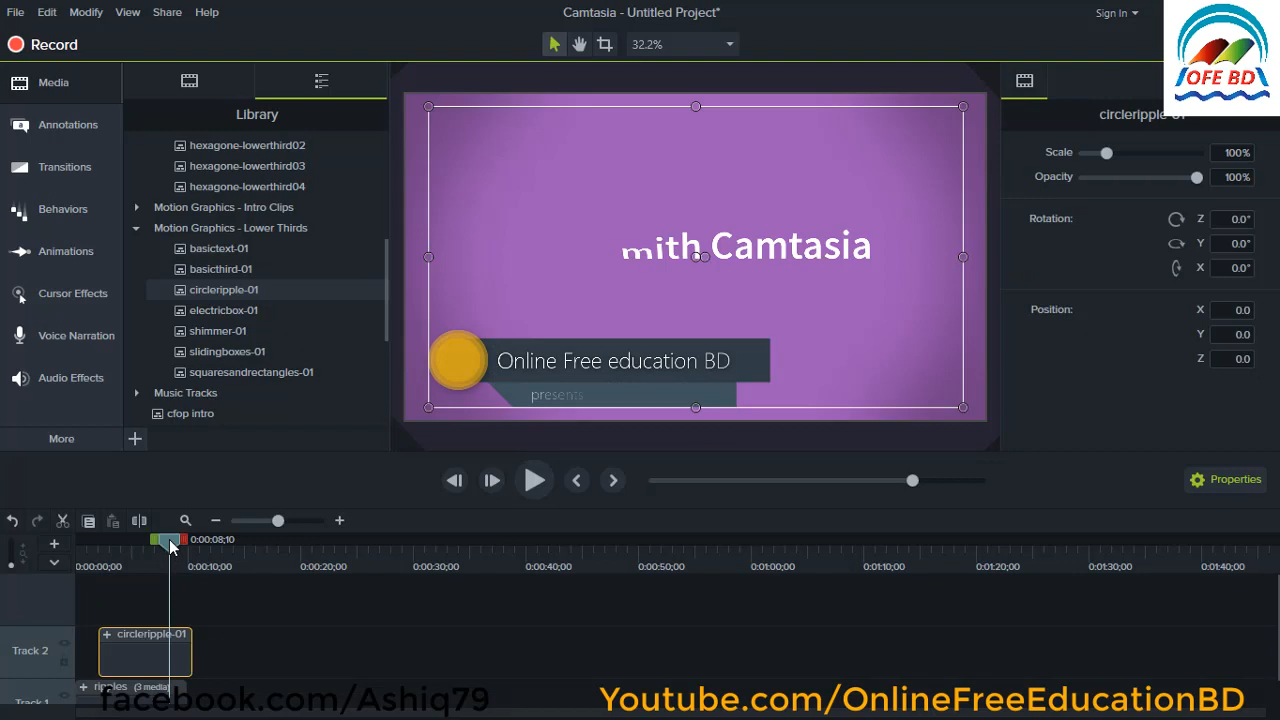 File Edit Modify View Share Help
Camtasia - Untitled Project*
Sign In
Record
32.2%
OFE BD
Media
Annotations
Transitions
Behaviors
Animations
Cursor Effects
Voice Narration
Audio Effects
More
Library
hexagone-lowerthird02
hexagone-lowerthird03
hexagone-lowerthird04
Motion Graphics - Intro Clips
Motion Graphics - Lower Thirds
basictext-01
basicthird-01
circleripple-01
electricbox-01
shimmer-01
slidingboxes-01
squaresandrectangles-01
Music Tracks
cfop intro
mith Camtasia
Online Free education BD
presents
circleripple-01
Scale 100%
Opacity 100%
Rotation: Z 0.0°
Y 0.0°
X 0.0°
Position: X 0.0
Y 0.0
Z 0.0
Properties
0:00:08;10
0:00:00;00 0:00:10;00 0:00:20;00 0:00:30;00 0:00:40;00 0:00:50;00 0:01:00;00 0:01:10;00 0:01:20;00 0:01:30;00 0:01:40;00
Track 2
circleripple-01
Track 1
ripples (3 media)
facebook.com/Ashiq79
Youtube.com/OnlineFreeEducationBD